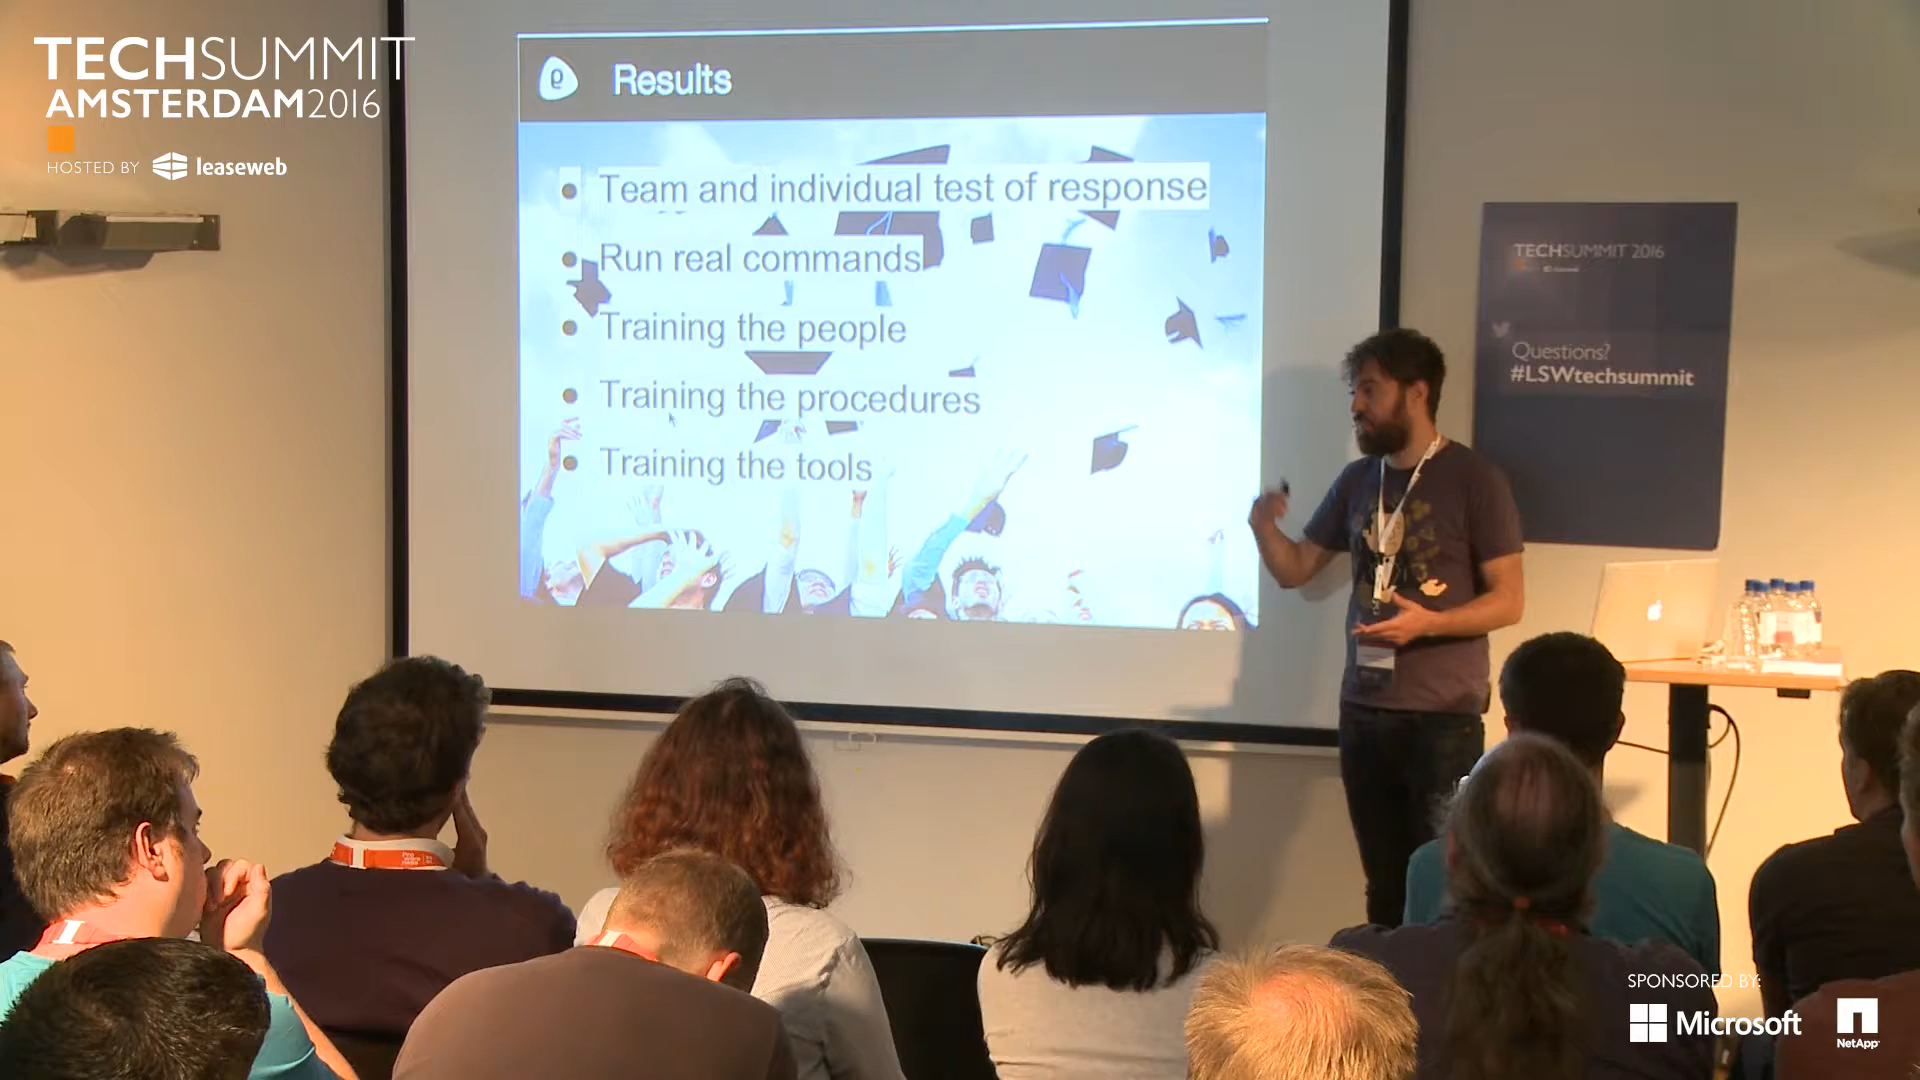 TECHSUMMIT
AMSTERDAM2016
HOSTED BY leaseweb
e Results
• Team and individual test of response
• Run real commands
• Training the people
• Training the procedures
• Training the tools
TECHSUMMIT 2016
Questions?
#LSWtechsummit
SPONSORED BY:
Microsoft
NetApp